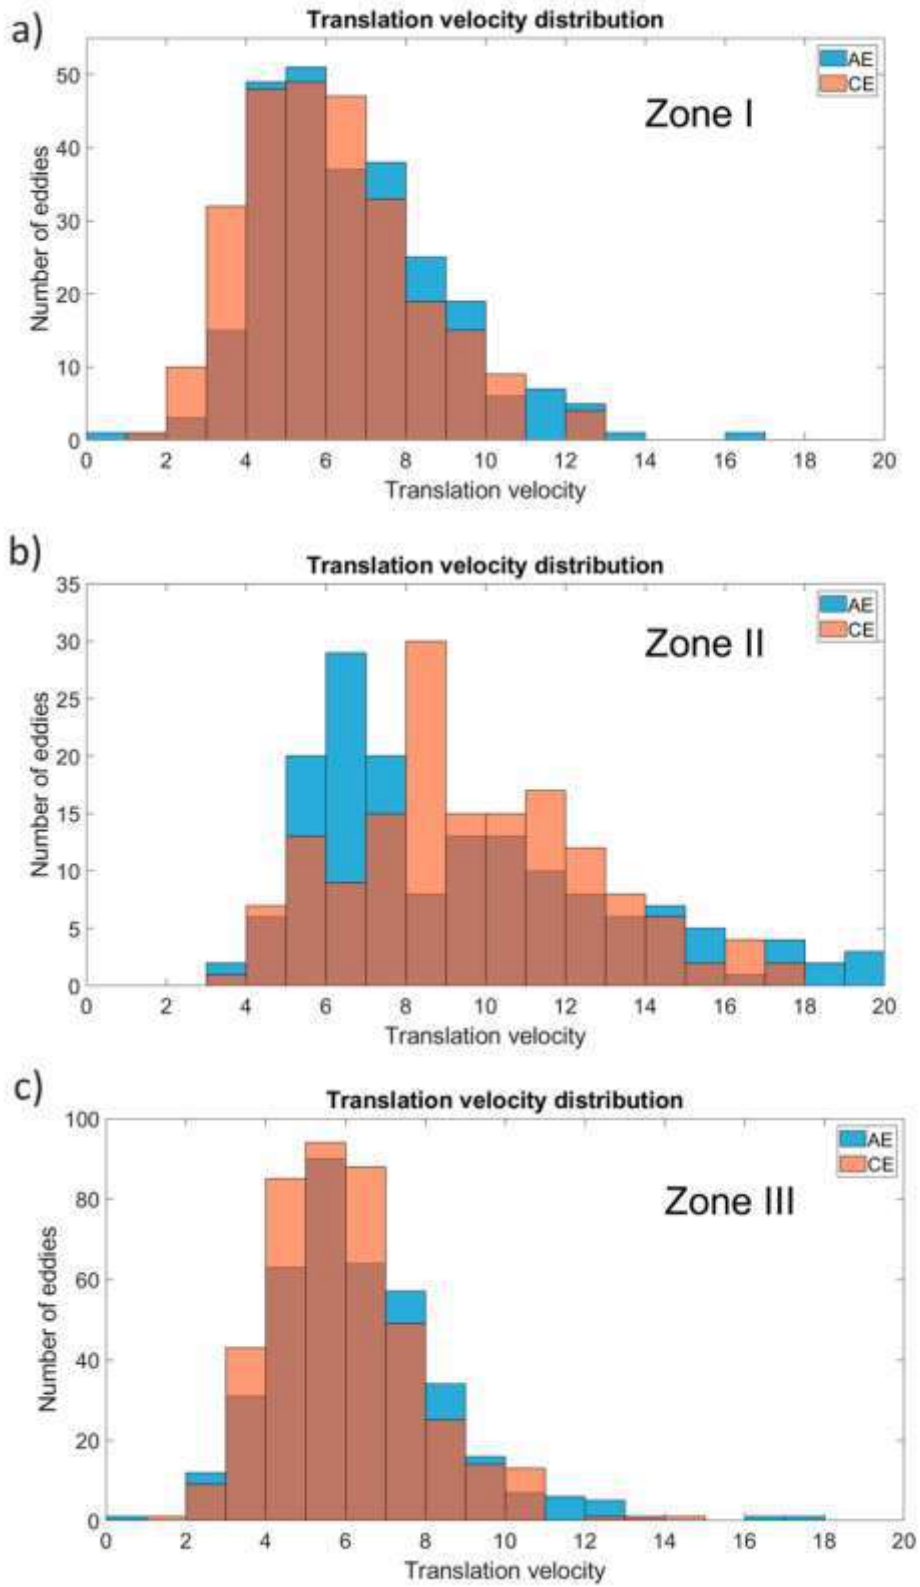 a)
Translation velocity distribution
AE
CE
Zone I
Number of eddies
50
40
30
20
10
0
0 2 4 6 8 10 12 14 16 18 20
Translation velocity
b)
Translation velocity distribution
AE
CE
Zone II
Number of eddies
35
30
25
20
15
10
5
0
0 2 4 6 8 10 12 14 16 18 20
Translation velocity
c)
Translation velocity distribution
AE
CE
Zone III
Number of eddies
100
80
60
40
20
0
0 2 4 6 8 10 12 14 16 18 20
Translation velocity